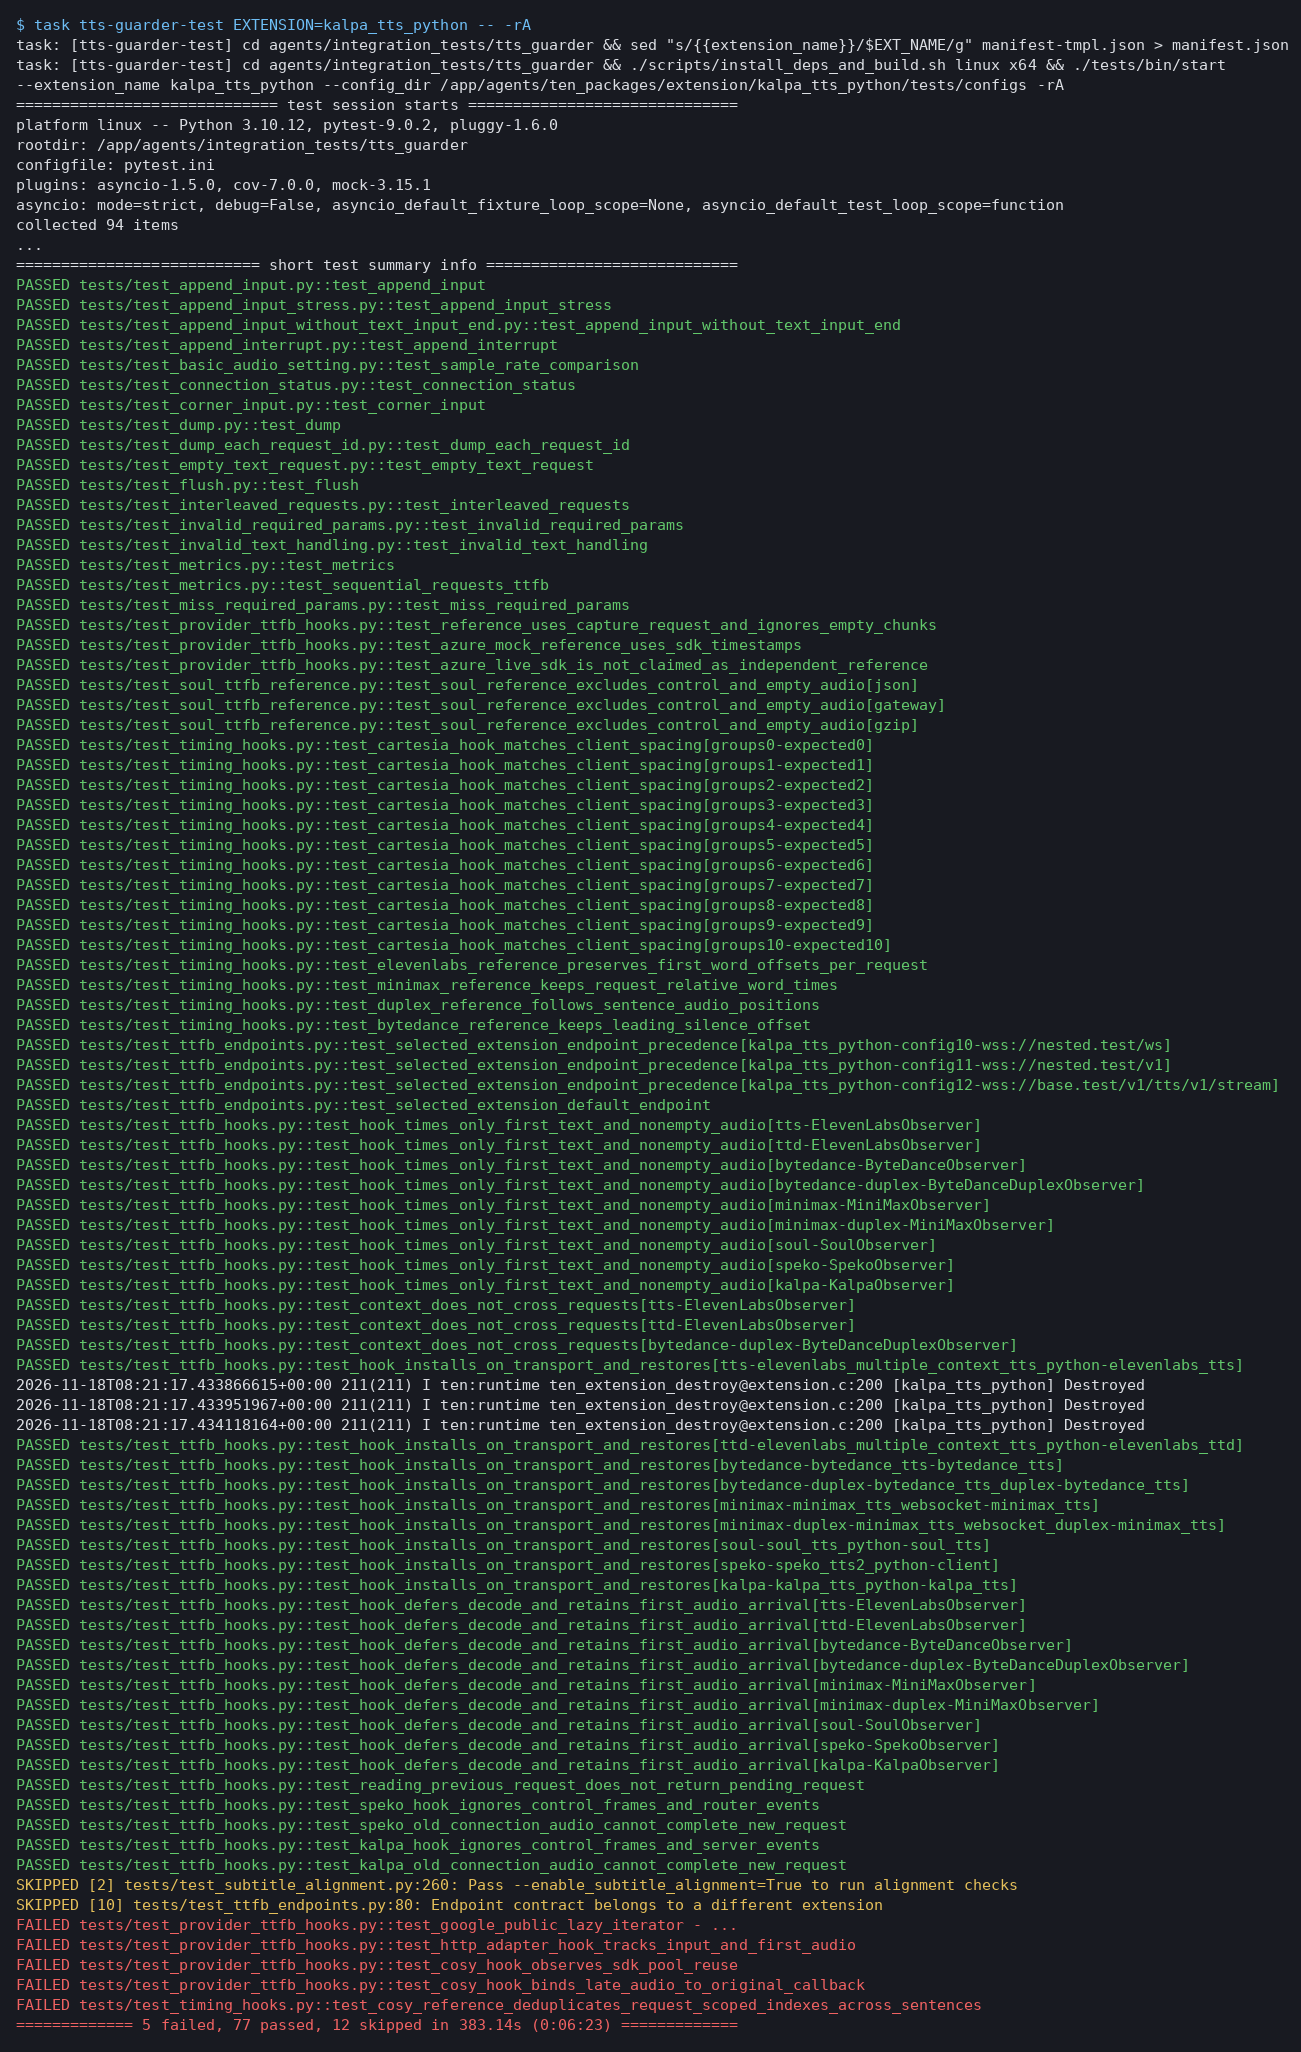 $ task tts-guarder-test EXTENSION=kalpa_tts_python -- -rA
task: [tts-guarder-test] cd agents/integration_tests/tts_guarder && sed "s/{{extension_name}}/$EXT_NAME/g" manifest-tmpl.json > manifest.json
task: [tts-guarder-test] cd agents/integration_tests/tts_guarder && ./scripts/install_deps_and_build.sh linux x64 && ./tests/bin/start
--extension_name kalpa_tts_python --config_dir /app/agents/ten_packages/extension/kalpa_tts_python/tests/configs -rA
============================= test session starts ==============================
platform linux -- Python 3.10.12, pytest-9.0.2, pluggy-1.6.0
rootdir: /app/agents/integration_tests/tts_guarder
configfile: pytest.ini
plugins: asyncio-1.5.0, cov-7.0.0, mock-3.15.1
asyncio: mode=strict, debug=False, asyncio_default_fixture_loop_scope=None, asyncio_default_test_loop_scope=function
collected 94 items
...
=========================== short test summary info ============================
PASSED tests/test_append_input.py::test_append_input
PASSED tests/test_append_input_stress.py::test_append_input_stress
PASSED tests/test_append_input_without_text_input_end.py::test_append_input_without_text_input_end
PASSED tests/test_append_interrupt.py::test_append_interrupt
PASSED tests/test_basic_audio_setting.py::test_sample_rate_comparison
PASSED tests/test_connection_status.py::test_connection_status
PASSED tests/test_corner_input.py::test_corner_input
PASSED tests/test_dump.py::test_dump
PASSED tests/test_dump_each_request_id.py::test_dump_each_request_id
PASSED tests/test_empty_text_request.py::test_empty_text_request
PASSED tests/test_flush.py::test_flush
PASSED tests/test_interleaved_requests.py::test_interleaved_requests
PASSED tests/test_invalid_required_params.py::test_invalid_required_params
PASSED tests/test_invalid_text_handling.py::test_invalid_text_handling
PASSED tests/test_metrics.py::test_metrics
PASSED tests/test_metrics.py::test_sequential_requests_ttfb
PASSED tests/test_miss_required_params.py::test_miss_required_params
PASSED tests/test_provider_ttfb_hooks.py::test_reference_uses_capture_request_and_ignores_empty_chunks
PASSED tests/test_provider_ttfb_hooks.py::test_azure_mock_reference_uses_sdk_timestamps
PASSED tests/test_provider_ttfb_hooks.py::test_azure_live_sdk_is_not_claimed_as_independent_reference
PASSED tests/test_soul_ttfb_reference.py::test_soul_reference_excludes_control_and_empty_audio[json]
PASSED tests/test_soul_ttfb_reference.py::test_soul_reference_excludes_control_and_empty_audio[gateway]
PASSED tests/test_soul_ttfb_reference.py::test_soul_reference_excludes_control_and_empty_audio[gzip]
PASSED tests/test_timing_hooks.py::test_cartesia_hook_matches_client_spacing[groups0-expected0]
PASSED tests/test_timing_hooks.py::test_cartesia_hook_matches_client_spacing[groups1-expected1]
PASSED tests/test_timing_hooks.py::test_cartesia_hook_matches_client_spacing[groups2-expected2]
PASSED tests/test_timing_hooks.py::test_cartesia_hook_matches_client_spacing[groups3-expected3]
PASSED tests/test_timing_hooks.py::test_cartesia_hook_matches_client_spacing[groups4-expected4]
PASSED tests/test_timing_hooks.py::test_cartesia_hook_matches_client_spacing[groups5-expected5]
PASSED tests/test_timing_hooks.py::test_cartesia_hook_matches_client_spacing[groups6-expected6]
PASSED tests/test_timing_hooks.py::test_cartesia_hook_matches_client_spacing[groups7-expected7]
PASSED tests/test_timing_hooks.py::test_cartesia_hook_matches_client_spacing[groups8-expected8]
PASSED tests/test_timing_hooks.py::test_cartesia_hook_matches_client_spacing[groups9-expected9]
PASSED tests/test_timing_hooks.py::test_cartesia_hook_matches_client_spacing[groups10-expected10]
PASSED tests/test_timing_hooks.py::test_elevenlabs_reference_preserves_first_word_offsets_per_request
PASSED tests/test_timing_hooks.py::test_minimax_reference_keeps_request_relative_word_times
PASSED tests/test_timing_hooks.py::test_duplex_reference_follows_sentence_audio_positions
PASSED tests/test_timing_hooks.py::test_bytedance_reference_keeps_leading_silence_offset
PASSED tests/test_ttfb_endpoints.py::test_selected_extension_endpoint_precedence[kalpa_tts_python-config10-wss://nested.test/ws]
PASSED tests/test_ttfb_endpoints.py::test_selected_extension_endpoint_precedence[kalpa_tts_python-config11-wss://nested.test/v1]
PASSED tests/test_ttfb_endpoints.py::test_selected_extension_endpoint_precedence[kalpa_tts_python-config12-wss://base.test/v1/tts/v1/stream]
PASSED tests/test_ttfb_endpoints.py::test_selected_extension_default_endpoint
PASSED tests/test_ttfb_hooks.py::test_hook_times_only_first_text_and_nonempty_audio[tts-ElevenLabsObserver]
PASSED tests/test_ttfb_hooks.py::test_hook_times_only_first_text_and_nonempty_audio[ttd-ElevenLabsObserver]
PASSED tests/test_ttfb_hooks.py::test_hook_times_only_first_text_and_nonempty_audio[bytedance-ByteDanceObserver]
PASSED tests/test_ttfb_hooks.py::test_hook_times_only_first_text_and_nonempty_audio[bytedance-duplex-ByteDanceDuplexObserver]
PASSED tests/test_ttfb_hooks.py::test_hook_times_only_first_text_and_nonempty_audio[minimax-MiniMaxObserver]
PASSED tests/test_ttfb_hooks.py::test_hook_times_only_first_text_and_nonempty_audio[minimax-duplex-MiniMaxObserver]
PASSED tests/test_ttfb_hooks.py::test_hook_times_only_first_text_and_nonempty_audio[soul-SoulObserver]
PASSED tests/test_ttfb_hooks.py::test_hook_times_only_first_text_and_nonempty_audio[speko-SpekoObserver]
PASSED tests/test_ttfb_hooks.py::test_hook_times_only_first_text_and_nonempty_audio[kalpa-KalpaObserver]
PASSED tests/test_ttfb_hooks.py::test_context_does_not_cross_requests[tts-ElevenLabsObserver]
PASSED tests/test_ttfb_hooks.py::test_context_does_not_cross_requests[ttd-ElevenLabsObserver]
PASSED tests/test_ttfb_hooks.py::test_context_does_not_cross_requests[bytedance-duplex-ByteDanceDuplexObserver]
PASSED tests/test_ttfb_hooks.py::test_hook_installs_on_transport_and_restores[tts-elevenlabs_multiple_context_tts_python-elevenlabs_tts]
2026-11-18T08:21:17.433866615+00:00 211(211) I ten:runtime ten_extension_destroy@extension.c:200 [kalpa_tts_python] Destroyed
2026-11-18T08:21:17.433951967+00:00 211(211) I ten:runtime ten_extension_destroy@extension.c:200 [kalpa_tts_python] Destroyed
2026-11-18T08:21:17.434118164+00:00 211(211) I ten:runtime ten_extension_destroy@extension.c:200 [kalpa_tts_python] Destroyed
PASSED tests/test_ttfb_hooks.py::test_hook_installs_on_transport_and_restores[ttd-elevenlabs_multiple_context_tts_python-elevenlabs_ttd]
PASSED tests/test_ttfb_hooks.py::test_hook_installs_on_transport_and_restores[bytedance-bytedance_tts-bytedance_tts]
PASSED tests/test_ttfb_hooks.py::test_hook_installs_on_transport_and_restores[bytedance-duplex-bytedance_tts_duplex-bytedance_tts]
PASSED tests/test_ttfb_hooks.py::test_hook_installs_on_transport_and_restores[minimax-minimax_tts_websocket-minimax_tts]
PASSED tests/test_ttfb_hooks.py::test_hook_installs_on_transport_and_restores[minimax-duplex-minimax_tts_websocket_duplex-minimax_tts]
PASSED tests/test_ttfb_hooks.py::test_hook_installs_on_transport_and_restores[soul-soul_tts_python-soul_tts]
PASSED tests/test_ttfb_hooks.py::test_hook_installs_on_transport_and_restores[speko-speko_tts2_python-client]
PASSED tests/test_ttfb_hooks.py::test_hook_installs_on_transport_and_restores[kalpa-kalpa_tts_python-kalpa_tts]
PASSED tests/test_ttfb_hooks.py::test_hook_defers_decode_and_retains_first_audio_arrival[tts-ElevenLabsObserver]
PASSED tests/test_ttfb_hooks.py::test_hook_defers_decode_and_retains_first_audio_arrival[ttd-ElevenLabsObserver]
PASSED tests/test_ttfb_hooks.py::test_hook_defers_decode_and_retains_first_audio_arrival[bytedance-ByteDanceObserver]
PASSED tests/test_ttfb_hooks.py::test_hook_defers_decode_and_retains_first_audio_arrival[bytedance-duplex-ByteDanceDuplexObserver]
PASSED tests/test_ttfb_hooks.py::test_hook_defers_decode_and_retains_first_audio_arrival[minimax-MiniMaxObserver]
PASSED tests/test_ttfb_hooks.py::test_hook_defers_decode_and_retains_first_audio_arrival[minimax-duplex-MiniMaxObserver]
PASSED tests/test_ttfb_hooks.py::test_hook_defers_decode_and_retains_first_audio_arrival[soul-SoulObserver]
PASSED tests/test_ttfb_hooks.py::test_hook_defers_decode_and_retains_first_audio_arrival[speko-SpekoObserver]
PASSED tests/test_ttfb_hooks.py::test_hook_defers_decode_and_retains_first_audio_arrival[kalpa-KalpaObserver]
PASSED tests/test_ttfb_hooks.py::test_reading_previous_request_does_not_return_pending_request
PASSED tests/test_ttfb_hooks.py::test_speko_hook_ignores_control_frames_and_router_events
PASSED tests/test_ttfb_hooks.py::test_speko_old_connection_audio_cannot_complete_new_request
PASSED tests/test_ttfb_hooks.py::test_kalpa_hook_ignores_control_frames_and_server_events
PASSED tests/test_ttfb_hooks.py::test_kalpa_old_connection_audio_cannot_complete_new_request
SKIPPED [2] tests/test_subtitle_alignment.py:260: Pass --enable_subtitle_alignment=True to run alignment checks
SKIPPED [10] tests/test_ttfb_endpoints.py:80: Endpoint contract belongs to a different extension
FAILED tests/test_provider_ttfb_hooks.py::test_google_public_lazy_iterator - ...
FAILED tests/test_provider_ttfb_hooks.py::test_http_adapter_hook_tracks_input_and_first_audio
FAILED tests/test_provider_ttfb_hooks.py::test_cosy_hook_observes_sdk_pool_reuse
FAILED tests/test_provider_ttfb_hooks.py::test_cosy_hook_binds_late_audio_to_original_callback
FAILED tests/test_timing_hooks.py::test_cosy_reference_deduplicates_request_scoped_indexes_across_sentences
============= 5 failed, 77 passed, 12 skipped in 383.14s (0:06:23) =============